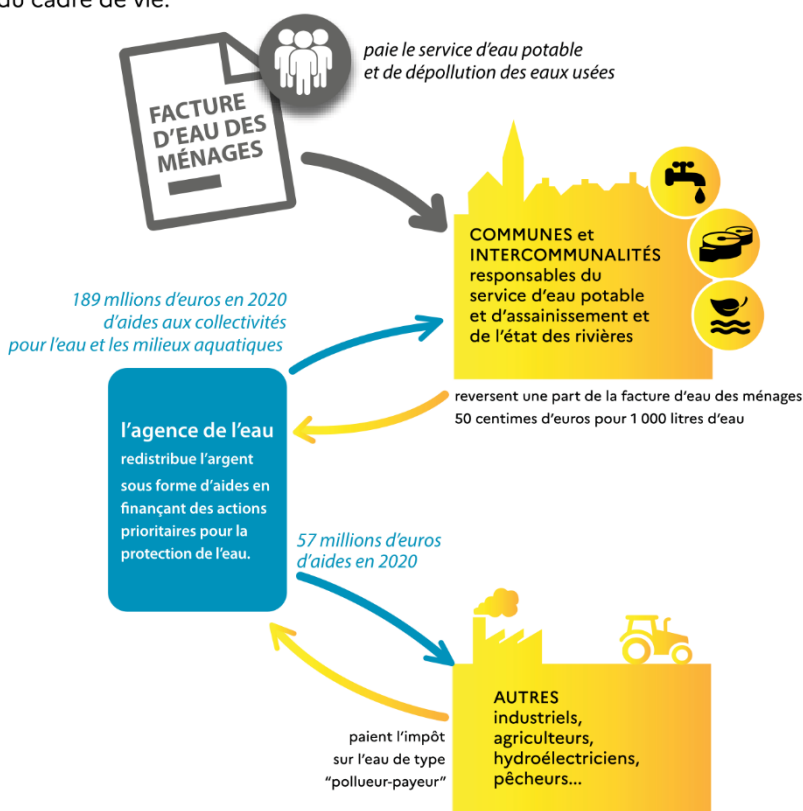 du cadre de vie.
paie le service d'eau potable
et de dépollution des eaux usées
FACTURE
D'EAU DES
MÉNAGES
COMMUNES et
INTERCOMMUNALITÉS
responsables du
service d'eau potable
et d'assainissement et
de l'état des rivières
189 mllions d'euros en 2020
d'aides aux collectivités
pour l'eau et les milieux aquatiques
reversent une part de la facture d'eau des ménages
50 centimes d'euros pour 1 000 litres d'eau
l'agence de l'eau
redistribue l'argent
sous forme d'aides en
finançant des actions
prioritaires pour la
protection de l'eau.
57 millions d'euros
d'aides en 2020
paient l'impôt
sur l'eau de type
"pollueur-payeur"
AUTRES
industriels,
agriculteurs,
hydroélectriciens,
pêcheurs...